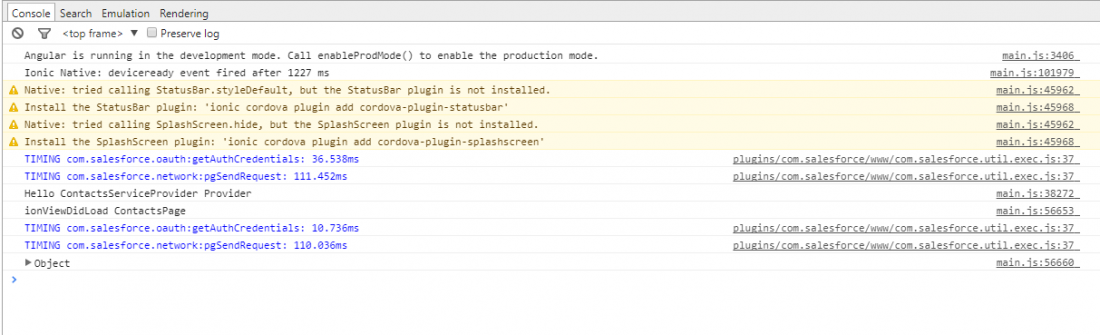 Console Search Emulation Rendering
<top frame> ▼ Preserve log
Angular is running in the development mode. Call enableProdMode() to enable the production mode. main.js:3406
Ionic Native: deviceready event fired after 1227 ms main.js:101979
Native: tried calling StatusBar.styleDefault, but the StatusBar plugin is not installed. main.js:45962
Install the StatusBar plugin: 'ionic cordova plugin add cordova-plugin-statusbar' main.js:45968
Native: tried calling SplashScreen.hide, but the SplashScreen plugin is not installed. main.js:45962
Install the SplashScreen plugin: 'ionic cordova plugin add cordova-plugin-splashscreen' main.js:45968
TIMING com.salesforce.oauth:getAuthCredentials: 36.538ms plugins/com.salesforce/www/com.salesforce.util.exec.js:37
TIMING com.salesforce.network:pgSendRequest: 111.452ms plugins/com.salesforce/www/com.salesforce.util.exec.js:37
Hello ContactsServiceProvider Provider main.js:38272
ionViewDidLoad ContactsPage main.js:56653
TIMING com.salesforce.oauth:getAuthCredentials: 10.736ms plugins/com.salesforce/www/com.salesforce.util.exec.js:37
TIMING com.salesforce.network:pgSendRequest: 110.036ms plugins/com.salesforce/www/com.salesforce.util.exec.js:37
▶ Object main.js:56660
>